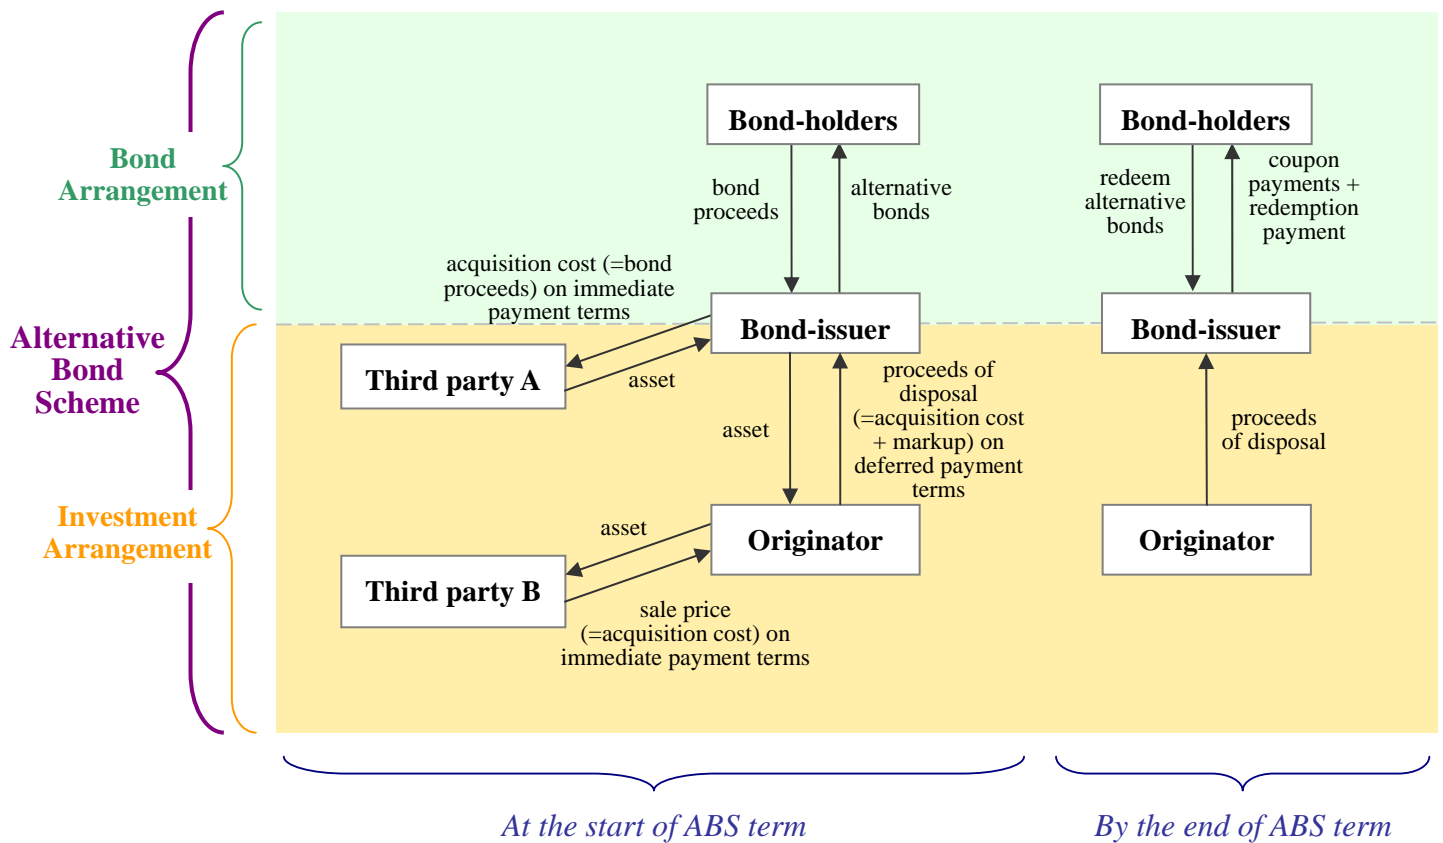 Bond-holders
Bond-holders
Bond
Arrangement
bond
proceeds
alternative
bonds
redeem
alternative
bonds
coupon
payments +
redemption
payment
acquisition cost (=bond
proceeds) on immediate
payment terms
Bond-issuer
Bond-issuer
Alternative
Bond
Scheme
Third party A
asset
asset
proceeds of
disposal
(=acquisition cost
+ markup) on
deferred payment
terms
proceeds
of disposal
Investment
Arrangement
asset
Originator
Originator
Third party B
sale price
(=acquisition cost) on
immediate payment terms
At the start of ABS term
By the end of ABS term